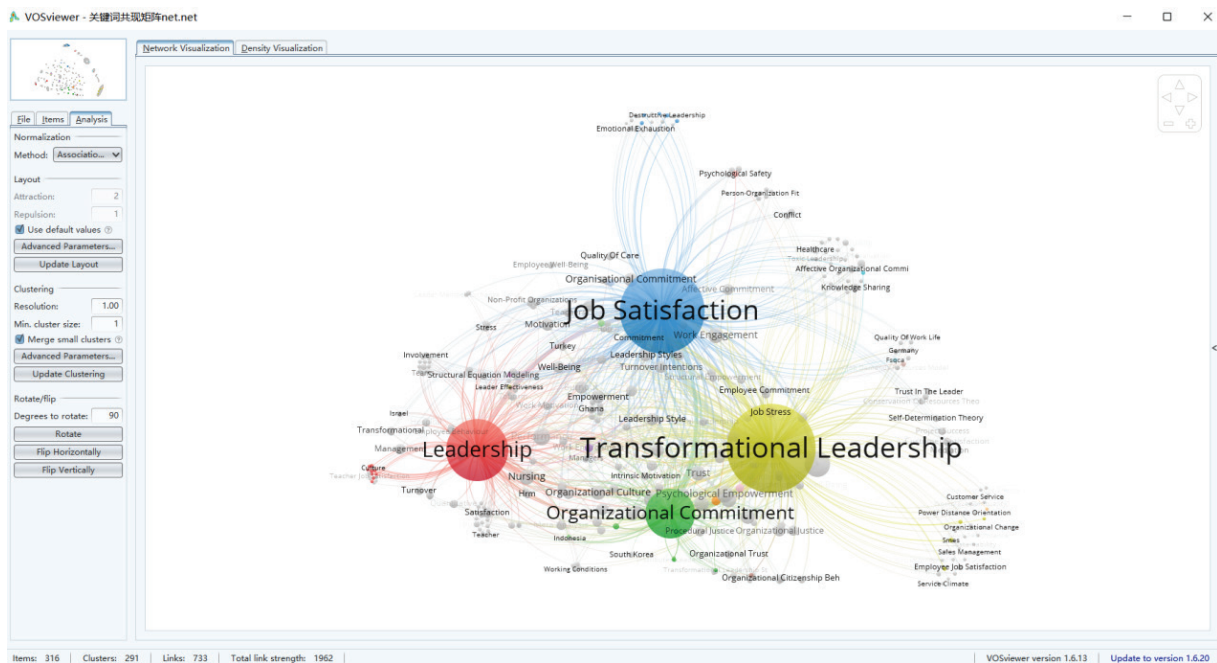 VOSviewer - 关键词共现矩阵net.net
Network Visualization
Density Visualization
File
Items
Analysis
Normalization
Method:
Associatio...
Layout
Attraction:
2
Repulsion:
1
Use default values
Advanced Parameters...
Update Layout
Clustering
Resolution:
1.00
Min. cluster size:
1
Merge small clusters
Advanced Parameters...
Update Clustering
Rotate/flip
Degrees to rotate:
90
Rotate
Flip Horizontally
Flip Vertically
Emotional Exhaustion
Psychological Safety
Person-Organization Fit
Conflict
Healthcare
Toxic Leadership
Affective Organizational Commi
Knowledge Sharing
Quality Of Care
Employee Well-Being
Organisational Commitment
Affective Commitment
Non-Profit Organizations
Job Satisfaction
Stress
Motivation
Commitment
Work Engagement
Turkey
Leadership Styles
Turnover Intentions
Well-Being
Involvement
Structural Equation Modeling
Structural Empowerment
Leader Effectiveness
Employee Commitment
Empowerment
Ghana
Quality Of Work Life
Germany
Trust In The Leader
Self-Determination Theory
Job Stress
Israel
Leadership Style
Transformational
Management
Leadership
Transformational Leadership
Culture
Turnover
Nursing
Intrinsic Motivation
Trust
Hrm
Organizational Culture
Psychological Empowerment
Organizational Commitment
Satisfaction
Teacher
Indonesia
Procedural Justice
Organizational Justice
South Korea
Organizational Trust
Working Conditions
Organizational Citizenship Beh
Customer Service
Power Distance Orientation
Organizational Change
Smes
Sales Management
Employee Job Satisfaction
Service Climate
Items: 316
Clusters: 291
Links: 733
Total link strength: 1962
VOSviewer version 1.6.13
Update to version 1.6.20